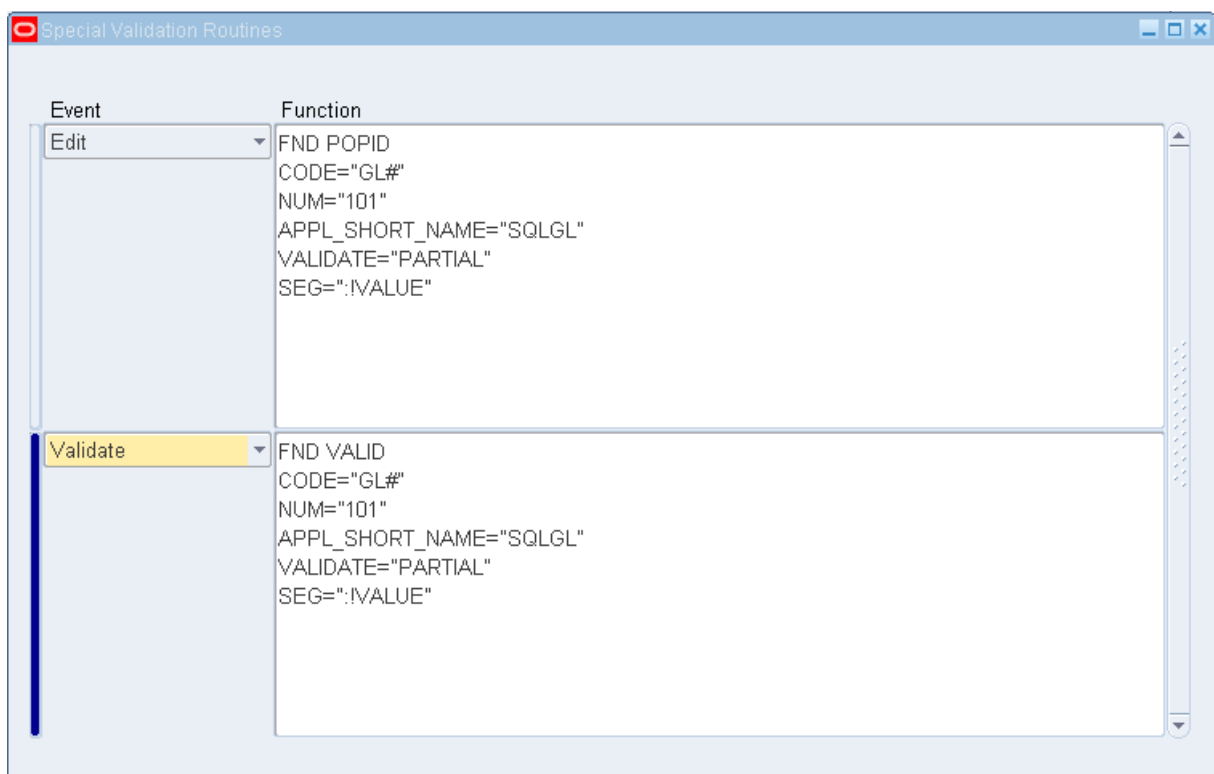 Special Validation Routines
Event Function
Edit
FND POPID
CODE="GL#"
NUM="101"
APPL_SHORT_NAME="SQLGL"
VALIDATE="PARTIAL"
SEG=":!VALUE"
Validate
FND VALID
CODE="GL#"
NUM="101"
APPL_SHORT_NAME="SQLGL"
VALIDATE="PARTIAL"
SEG=":!VALUE"